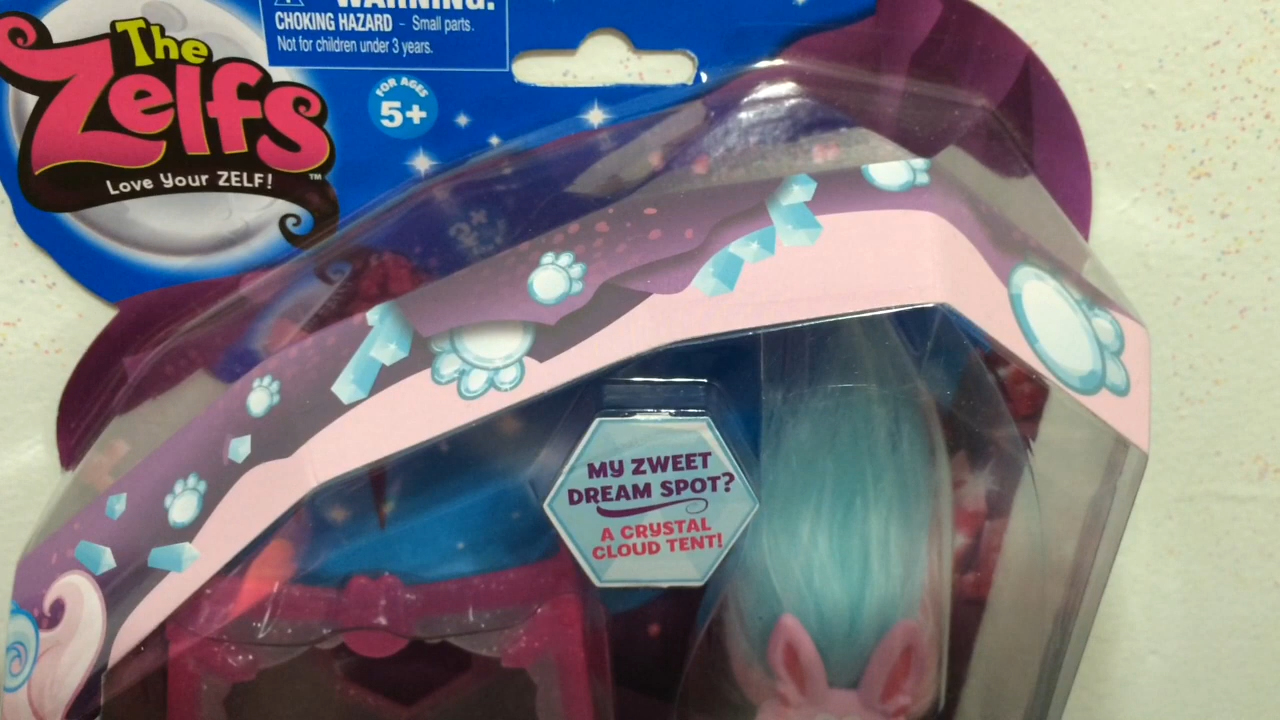 WARNING:
CHOKING HAZARD - Small parts.
Not for children under 3 years.
The
Zelfs
Love Your ZELF!
TM
FOR AGES
5+
MY ZWEET
DREAM SPOT?
A CRYSTAL
CLOUD TENT!